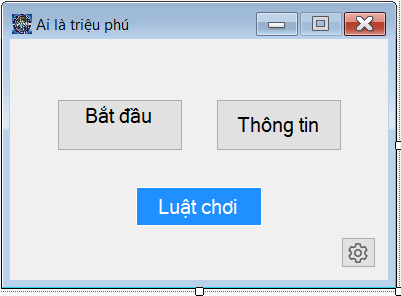 Ai là triệu phú
Bắt đầu
Thông tin
Luật chơi